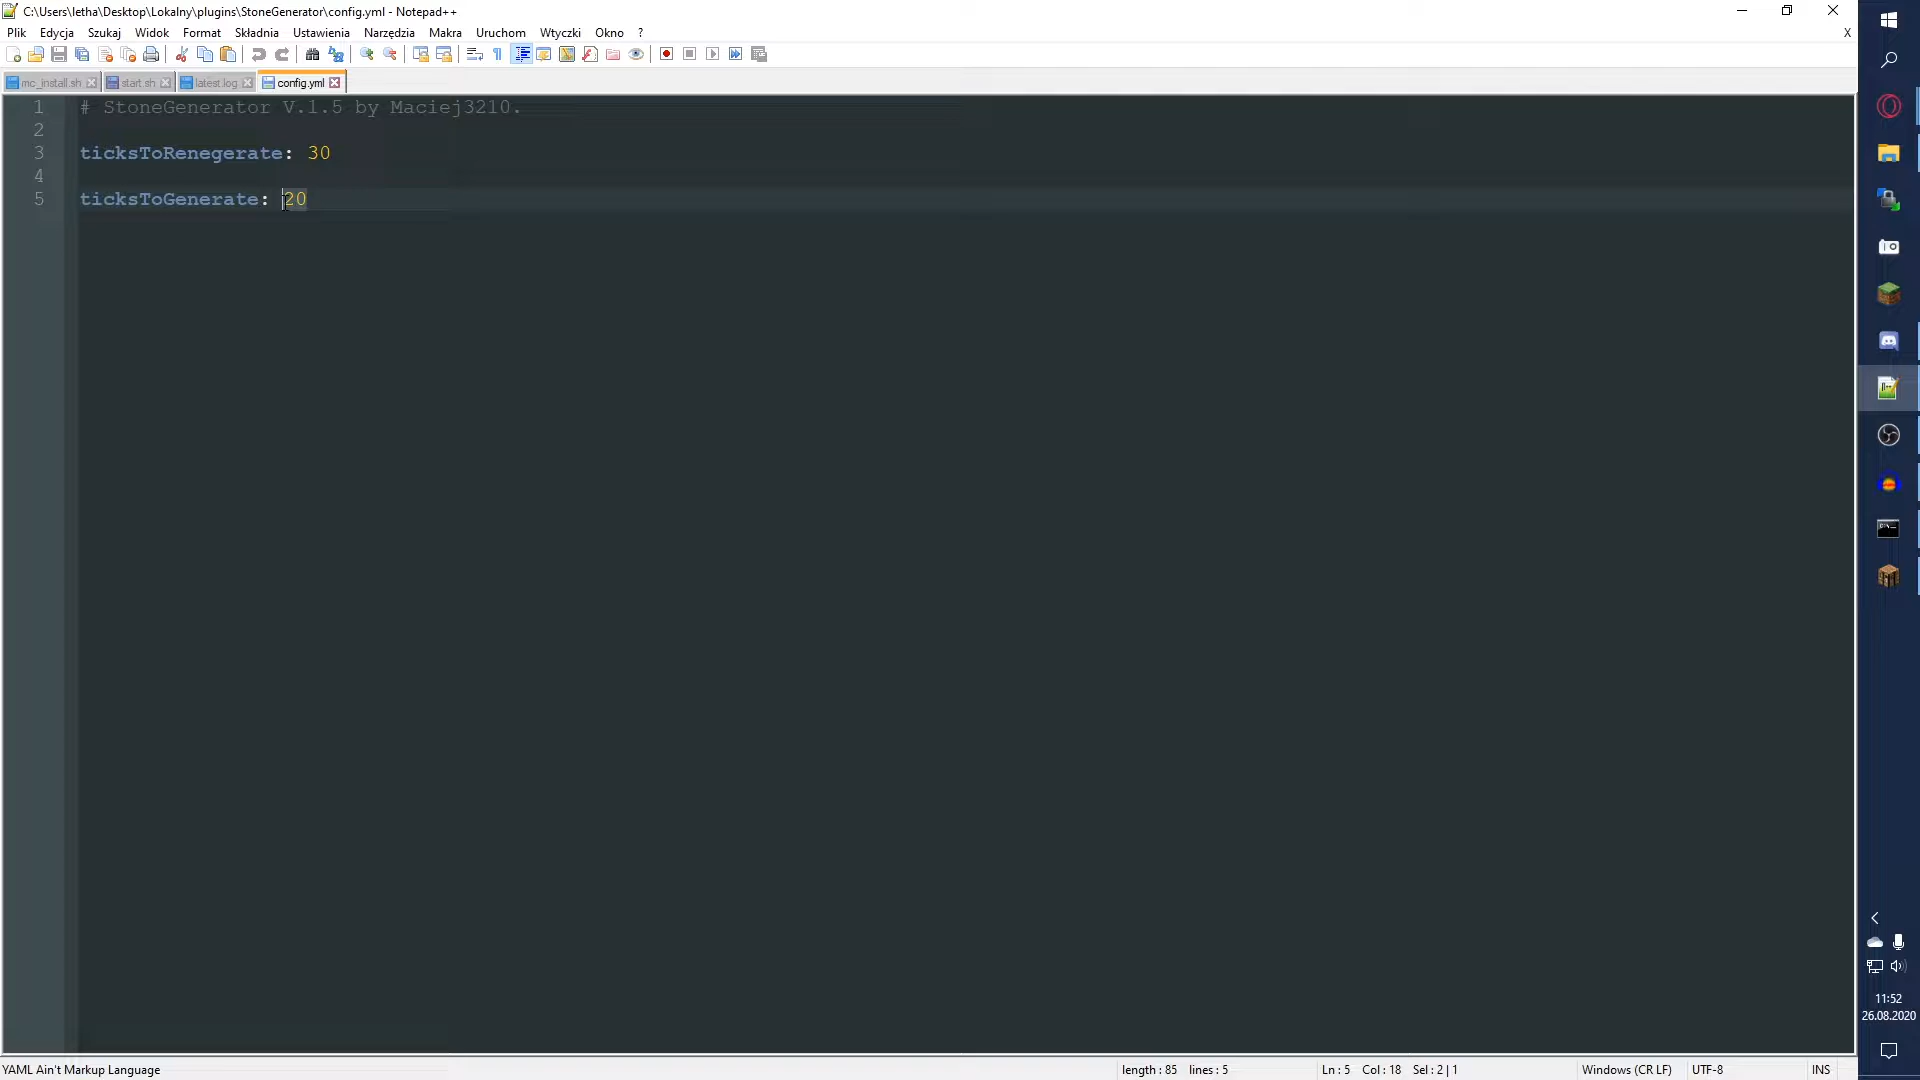 C:\Users\letha\Desktop\Lokalny\plugins\StoneGenerator\config.yml - Notepad++
Plik Edycja Szukaj Widok Format Składnia Ustawienia Narzędzia Makra Uruchom Wtyczki Okno ? X
mc_install.sh start.sh latest.log config.yml
1 # StoneGenerator V.1.5 by Maciej3210.
2
3 ticksToRenegerate: 30
4
5 ticksToGenerate: 20
11:52
26.08.2020
YAML Ain't Markup Language length : 85 lines : 5 Ln : 5 Col : 18 Sel : 2 | 1 Windows (CR LF) UTF-8 INS